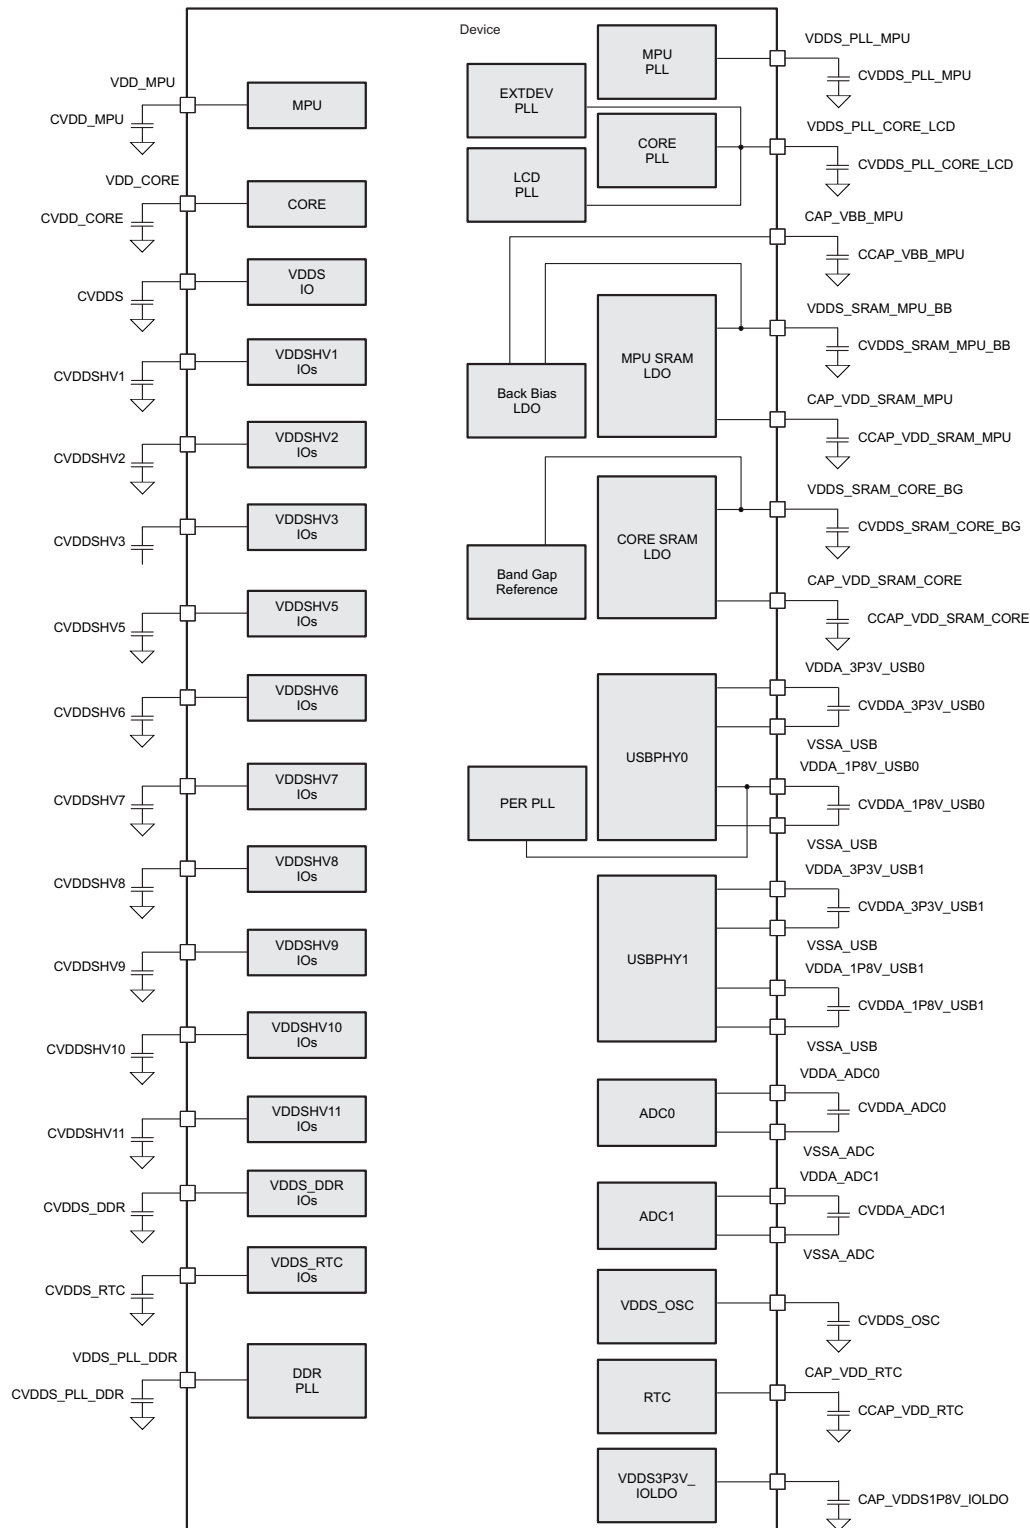 Device
VDD_MPU
CVDD_MPU
MPU
VDD_CORE
CVDD_CORE
CORE
CVDDS
VDDS
IO
CVDDSHV1
VDDSHV1
IOs
CVDDSHV2
VDDSHV2
IOs
CVDDSHV3
VDDSHV3
IOs
CVDDSHV5
VDDSHV5
IOs
CVDDSHV6
VDDSHV6
IOs
CVDDSHV7
VDDSHV7
IOs
CVDDSHV8
VDDSHV8
IOs
CVDDSHV9
VDDSHV9
IOs
CVDDSHV10
VDDSHV10
IOs
CVDDSHV11
VDDSHV11
IOs
CVDDS_DDR
VDDS_DDR
IOs
CVDDS_RTC
VDDS_RTC
IOs
VDDS_PLL_DDR
CVDDS_PLL_DDR
DDR
PLL
MPU
PLL
VDDS_PLL_MPU
CVDDS_PLL_MPU
EXTDEV
PLL
CORE
PLL
LCD
PLL
VDDS_PLL_CORE_LCD
CVDDS_PLL_CORE_LCD
CAP_VBB_MPU
CCAP_VBB_MPU
Back Bias
LDO
MPU SRAM
LDO
VDDS_SRAM_MPU_BB
CVDDS_SRAM_MPU_BB
CAP_VDD_SRAM_MPU
CCAP_VDD_SRAM_MPU
Band Gap
Reference
CORE SRAM
LDO
VDDS_SRAM_CORE_BG
CVDDS_SRAM_CORE_BG
CAP_VDD_SRAM_CORE
CCAP_VDD_SRAM_CORE
PER PLL
USBPHY0
VDDA_3P3V_USB0
CVDDA_3P3V_USB0
VSSA_USB
VDDA_1P8V_USB0
CVDDA_1P8V_USB0
VSSA_USB
USBPHY1
VDDA_3P3V_USB1
CVDDA_3P3V_USB1
VSSA_USB
VDDA_1P8V_USB1
CVDDA_1P8V_USB1
VSSA_USB
ADC0
VDDA_ADC0
CVDDA_ADC0
VSSA_ADC
ADC1
VDDA_ADC1
CVDDA_ADC1
VSSA_ADC
VDDS_OSC
CVDDS_OSC
RTC
CAP_VDD_RTC
CCAP_VDD_RTC
VDDS3P3V_
IOLDO
CAP_VDDS1P8V_IOLDO